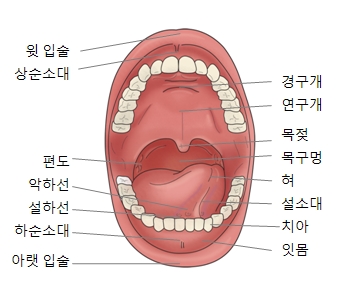 윗 입술
상순소대
편도
악하선
설하선
하순소대
아랫 입술
경구개
연구개
목젖
목구멍
혀
설소대
치아
잇몸